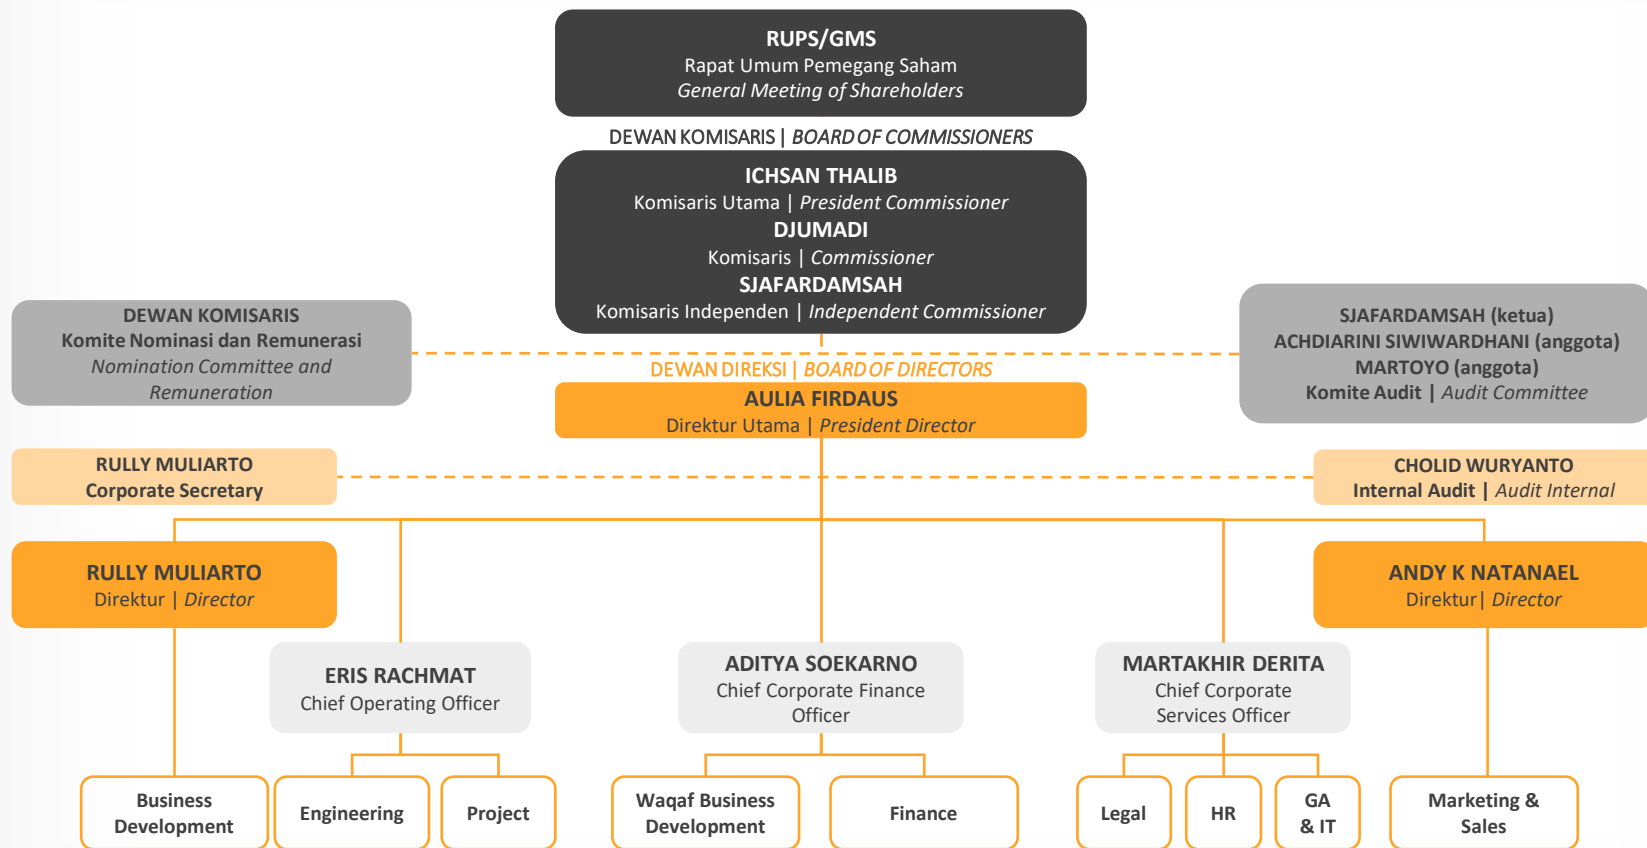 RUPS/GMS
Rapat Umum Pemegang Saham
General Meeting of Shareholders
DEWAN KOMISARIS | BOARD OF COMMISSIONERS
ICHSAN THALIB
Komisaris Utama | President Commissioner
DJUMADI
Komisaris | Commissioner
SJAFARDAMSAH
Komisaris Independen | Independent Commissioner
DEWAN KOMISARIS
Komite Nominasi dan Remunerasi
Nomination Committee and
Remuneration
SJAFARDAMSAH (ketua)
ACHDIARINI SIWIWARDHANI (anggota)
MARTOYO (anggota)
Komite Audit | Audit Committee
DEWAN DIREKSI | BOARD OF DIRECTORS
AULIA FIRDAUS
Direktur Utama | President Director
RULLY MULIARTO
Corporate Secretary
CHOLID WURYANTO
Internal Audit | Audit Internal
RULLY MULIARTO
Direktur | Director
ANDY K NATANAEL
Direktur| Director
ERIS RACHMAT
Chief Operating Officer
ADITYA SOEKARNO
Chief Corporate Finance
Officer
MARTAKHIR DERITA
Chief Corporate
Services Officer
Business
Development
Engineering
Project
Waqaf Business
Development
Finance
Legal
HR
GA
& IT
Marketing &
Sales